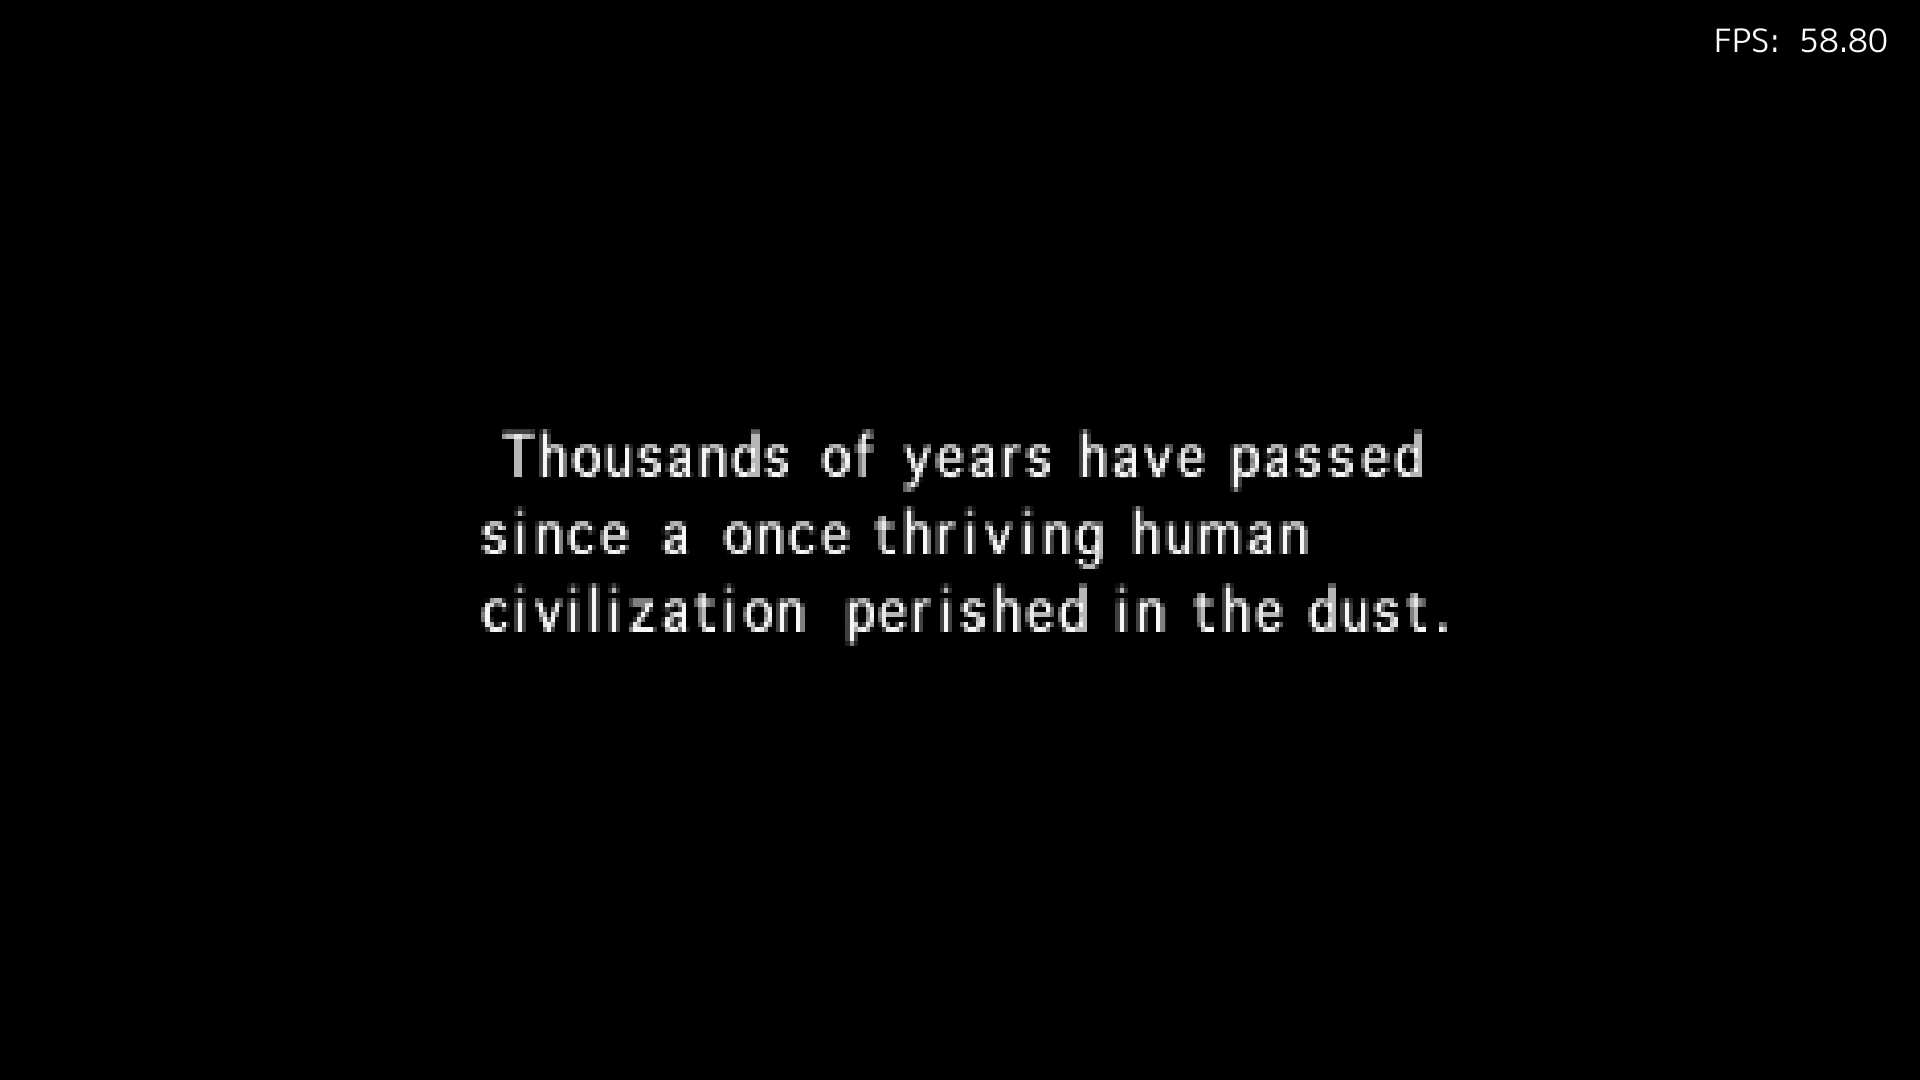 FPS: 58.80
Thousands of years have passed
since a once thriving human
civilization perished in the dust.